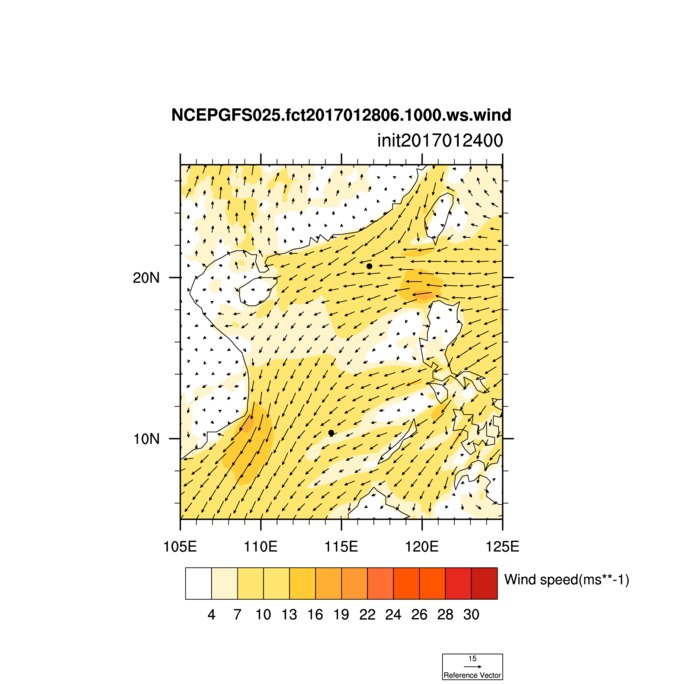 NCEPGFS025.fct2017012806.1000.ws.wind
init2017012400
20N
10N
105E 110E 115E 120E 125E
Wind speed(ms**-1)
4 7 10 13 16 19 22 24 26 28 30
15
Reference Vector